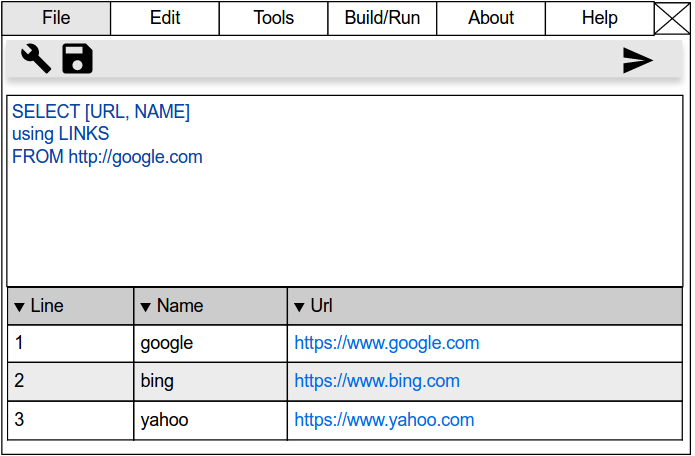 File Edit Tools Build/Run About Help
SELECT [URL, NAME]
using LINKS
FROM http://google.com
Line Name Url
1 google https://www.google.com
2 bing https://www.bing.com
3 yahoo https://www.yahoo.com